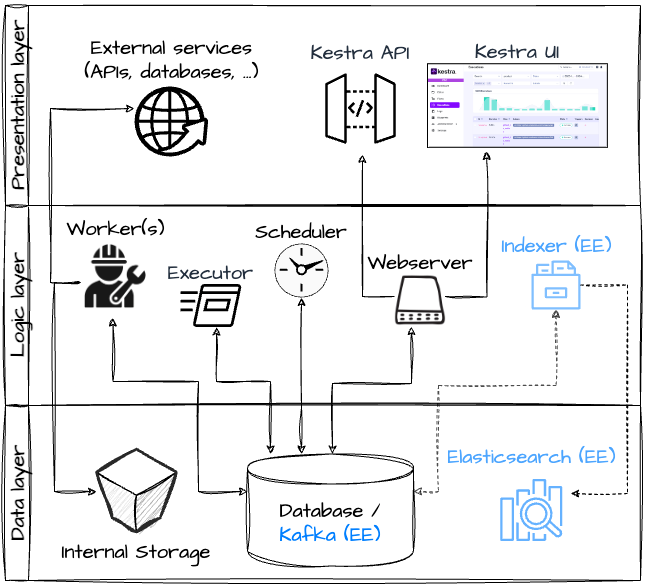 Presentation layer
External services
(APIs, databases, ...)
Kestra API
Kestra UI
kestra
Logic layer
Worker(s)
Executor
Scheduler
Webserver
Indexer (EE)
Data layer
Internal Storage
Database /
Kafka (EE)
Elasticsearch (EE)